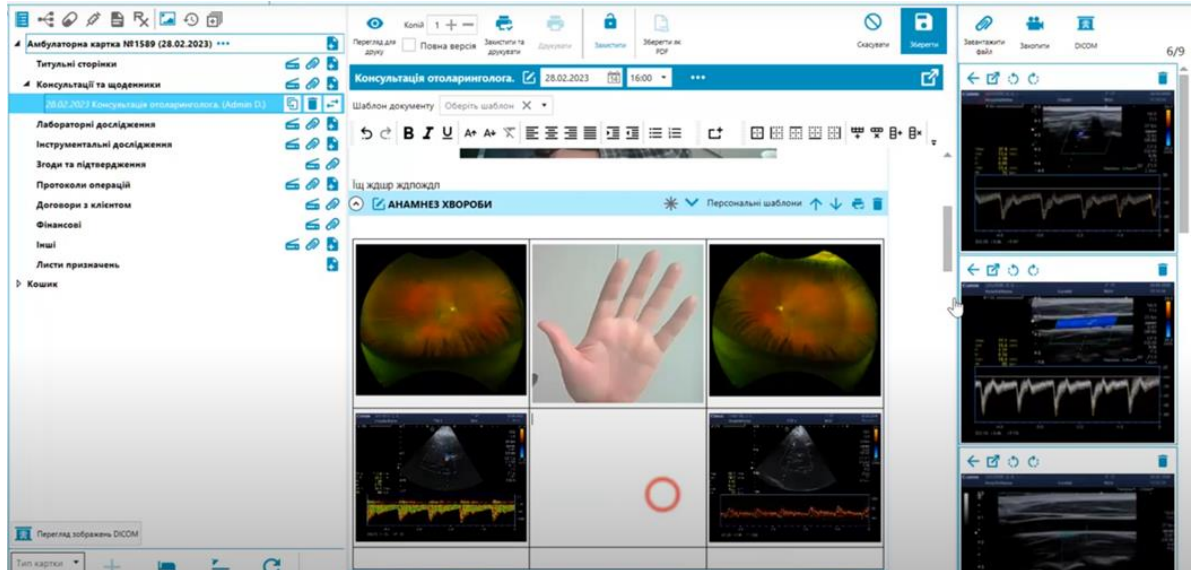 Амбулаторна картка №1589 (28.02.2023) •••
Титульні сторінки
Консультації та щоденники
28.02.2023 Консультація отоларинголога. (Admin D.)
Лабораторні дослідження
Інструментальні дослідження
Згоди та підтвердження
Протоколи операцій
Договори з клієнтом
Фінансові
Інші
Листи призначень
Кошик
Перегляд зображень DICOM
Тип картки
Перегляд для друку
Копій 1
Повна версія
Захистити та друкувати
Друкувати
Захистити
Зберегти як PDF
Скасувати
Зберегти
Консультація отоларинголога. 28.02.2023 16:00 •••
Шаблон документу Оберіть шаблон
B I U A+ A+
Іщ ждщр ждпождп
АНАМНЕЗ ХВОРОБИ Персональні шаблони
Завантажити файл
Захопити
DICOM
6/9